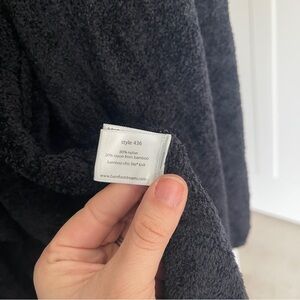 style 436
80% nylon
20% rayon from bamboo
bamboo chic lite® knit
www.barefootdreams.com